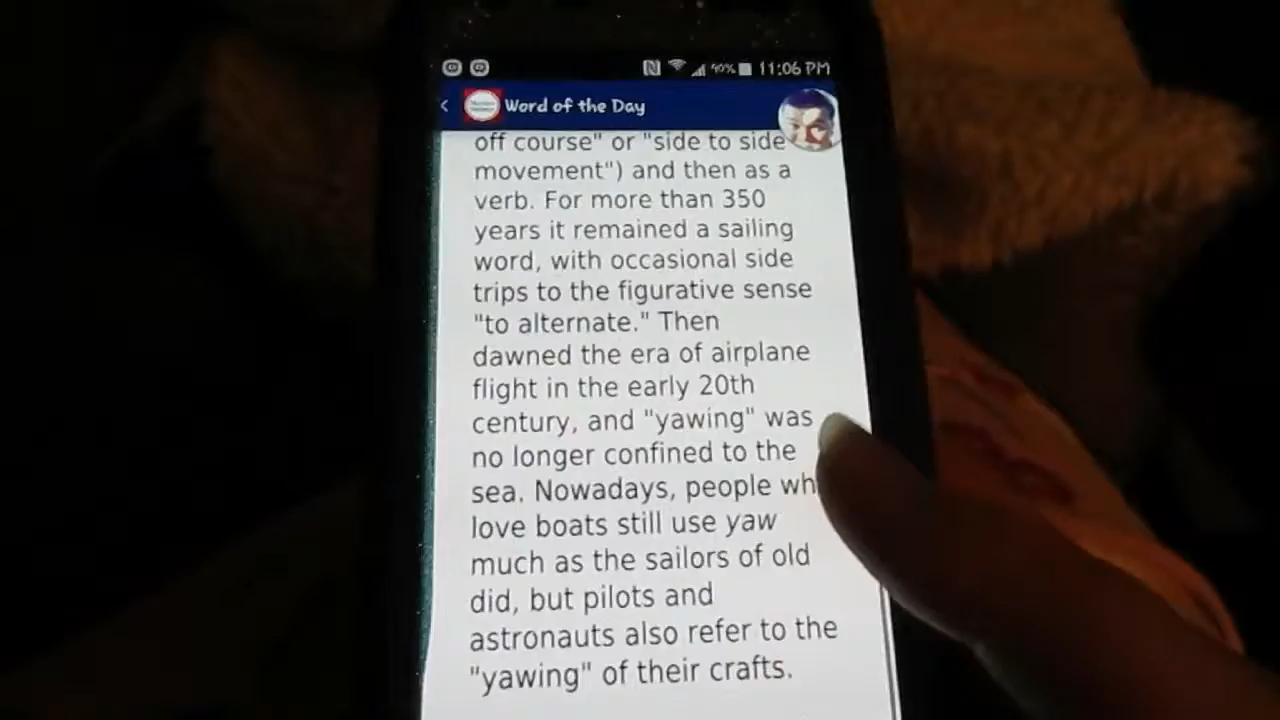 90% 11:06 PM
Word of the Day
off course" or "side to side
movement") and then as a
verb. For more than 350
years it remained a sailing
word, with occasional side
trips to the figurative sense
"to alternate." Then
dawned the era of airplane
flight in the early 20th
century, and "yawing" was
no longer confined to the
sea. Nowadays, people wh
love boats still use yaw
much as the sailors of old
did, but pilots and
astronauts also refer to the
"yawing" of their crafts.